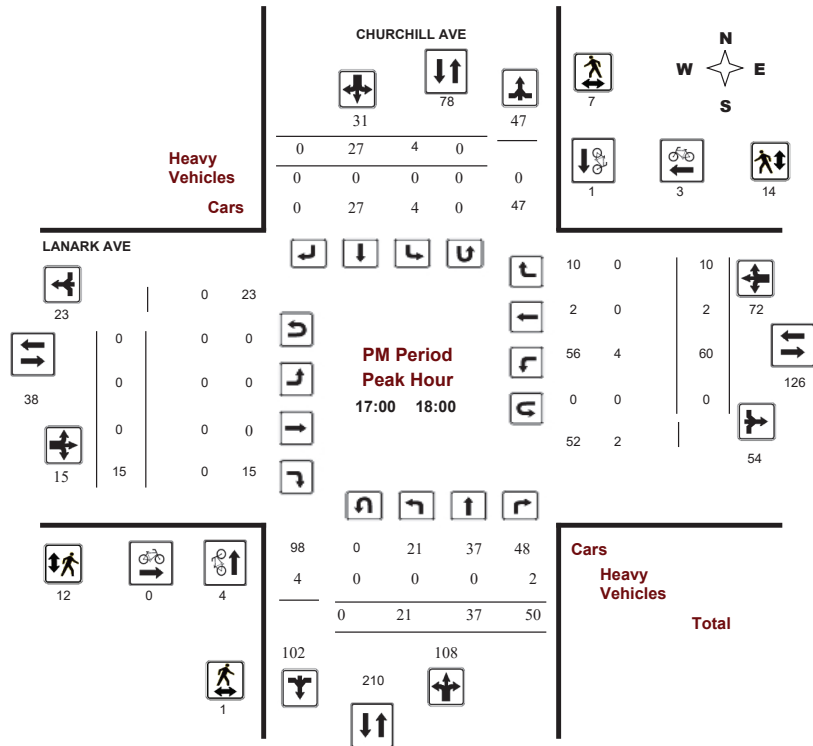 CHURCHILL AVE
N
W E
S
78
7
31 47
0 27 4 0
Heavy
Vehicles
0 0 0 0 0
1 3 14
Cars 0 27 4 0 47
LANARK AVE
10 0 10
0 23
23
2 0 2 72
0 0 0
PM Period
56 4 60
Peak Hour
0 0 0
126
38
17:00 18:00
0 0 0
0 0 0
52 2
54
15 15 0 15
98 0 21 37 48 Cars
4 0 0 0 2 Heavy
Vehicles
12 0 4
0 21 37 50 Total
102 108
210
1